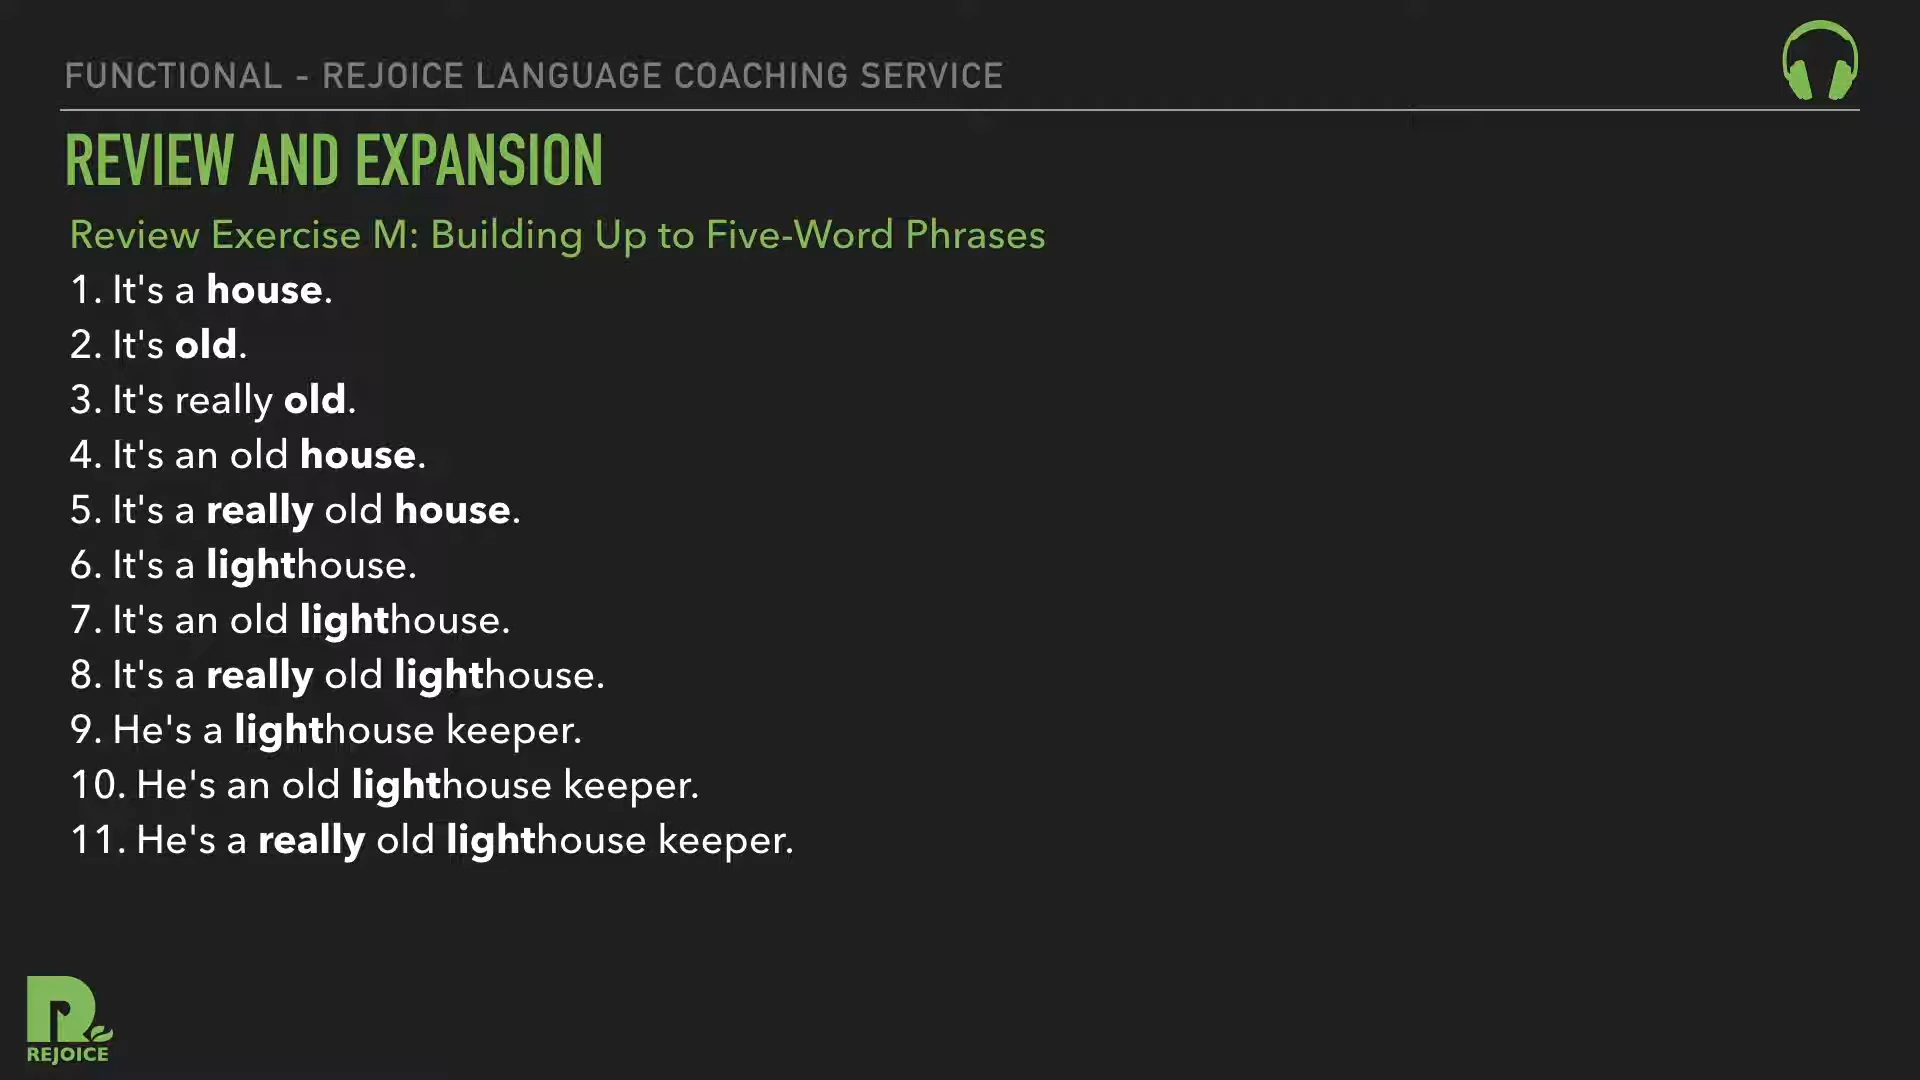 FUNCTIONAL - REJOICE LANGUAGE COACHING SERVICE
REVIEW AND EXPANSION
Review Exercise M: Building Up to Five-Word Phrases
1. It's a house.
2. It's old.
3. It's really old.
4. It's an old house.
5. It's a really old house.
6. It's a lighthouse.
7. It's an old lighthouse.
8. It's a really old lighthouse.
9. He's a lighthouse keeper.
10. He's an old lighthouse keeper.
11. He's a really old lighthouse keeper.
REJOICE